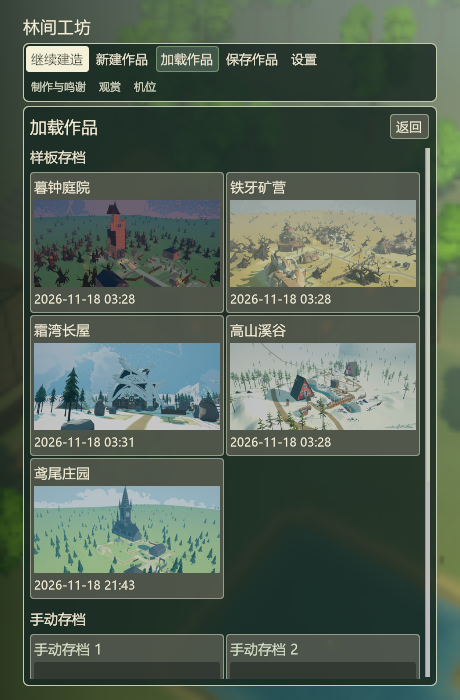 林间工坊
继续建造 新建作品 加载作品 保存作品 设置
制作与鸣谢 观赏 机位
加载作品 返回
样板存档
暮钟庭院 铁牙矿营
2026-11-18 03:28 2026-11-18 03:28
霜湾长屋 高山溪谷
2026-11-18 03:31 2026-11-18 03:28
鸢尾庄园
2026-11-18 21:43
手动存档
手动存档 1 手动存档 2